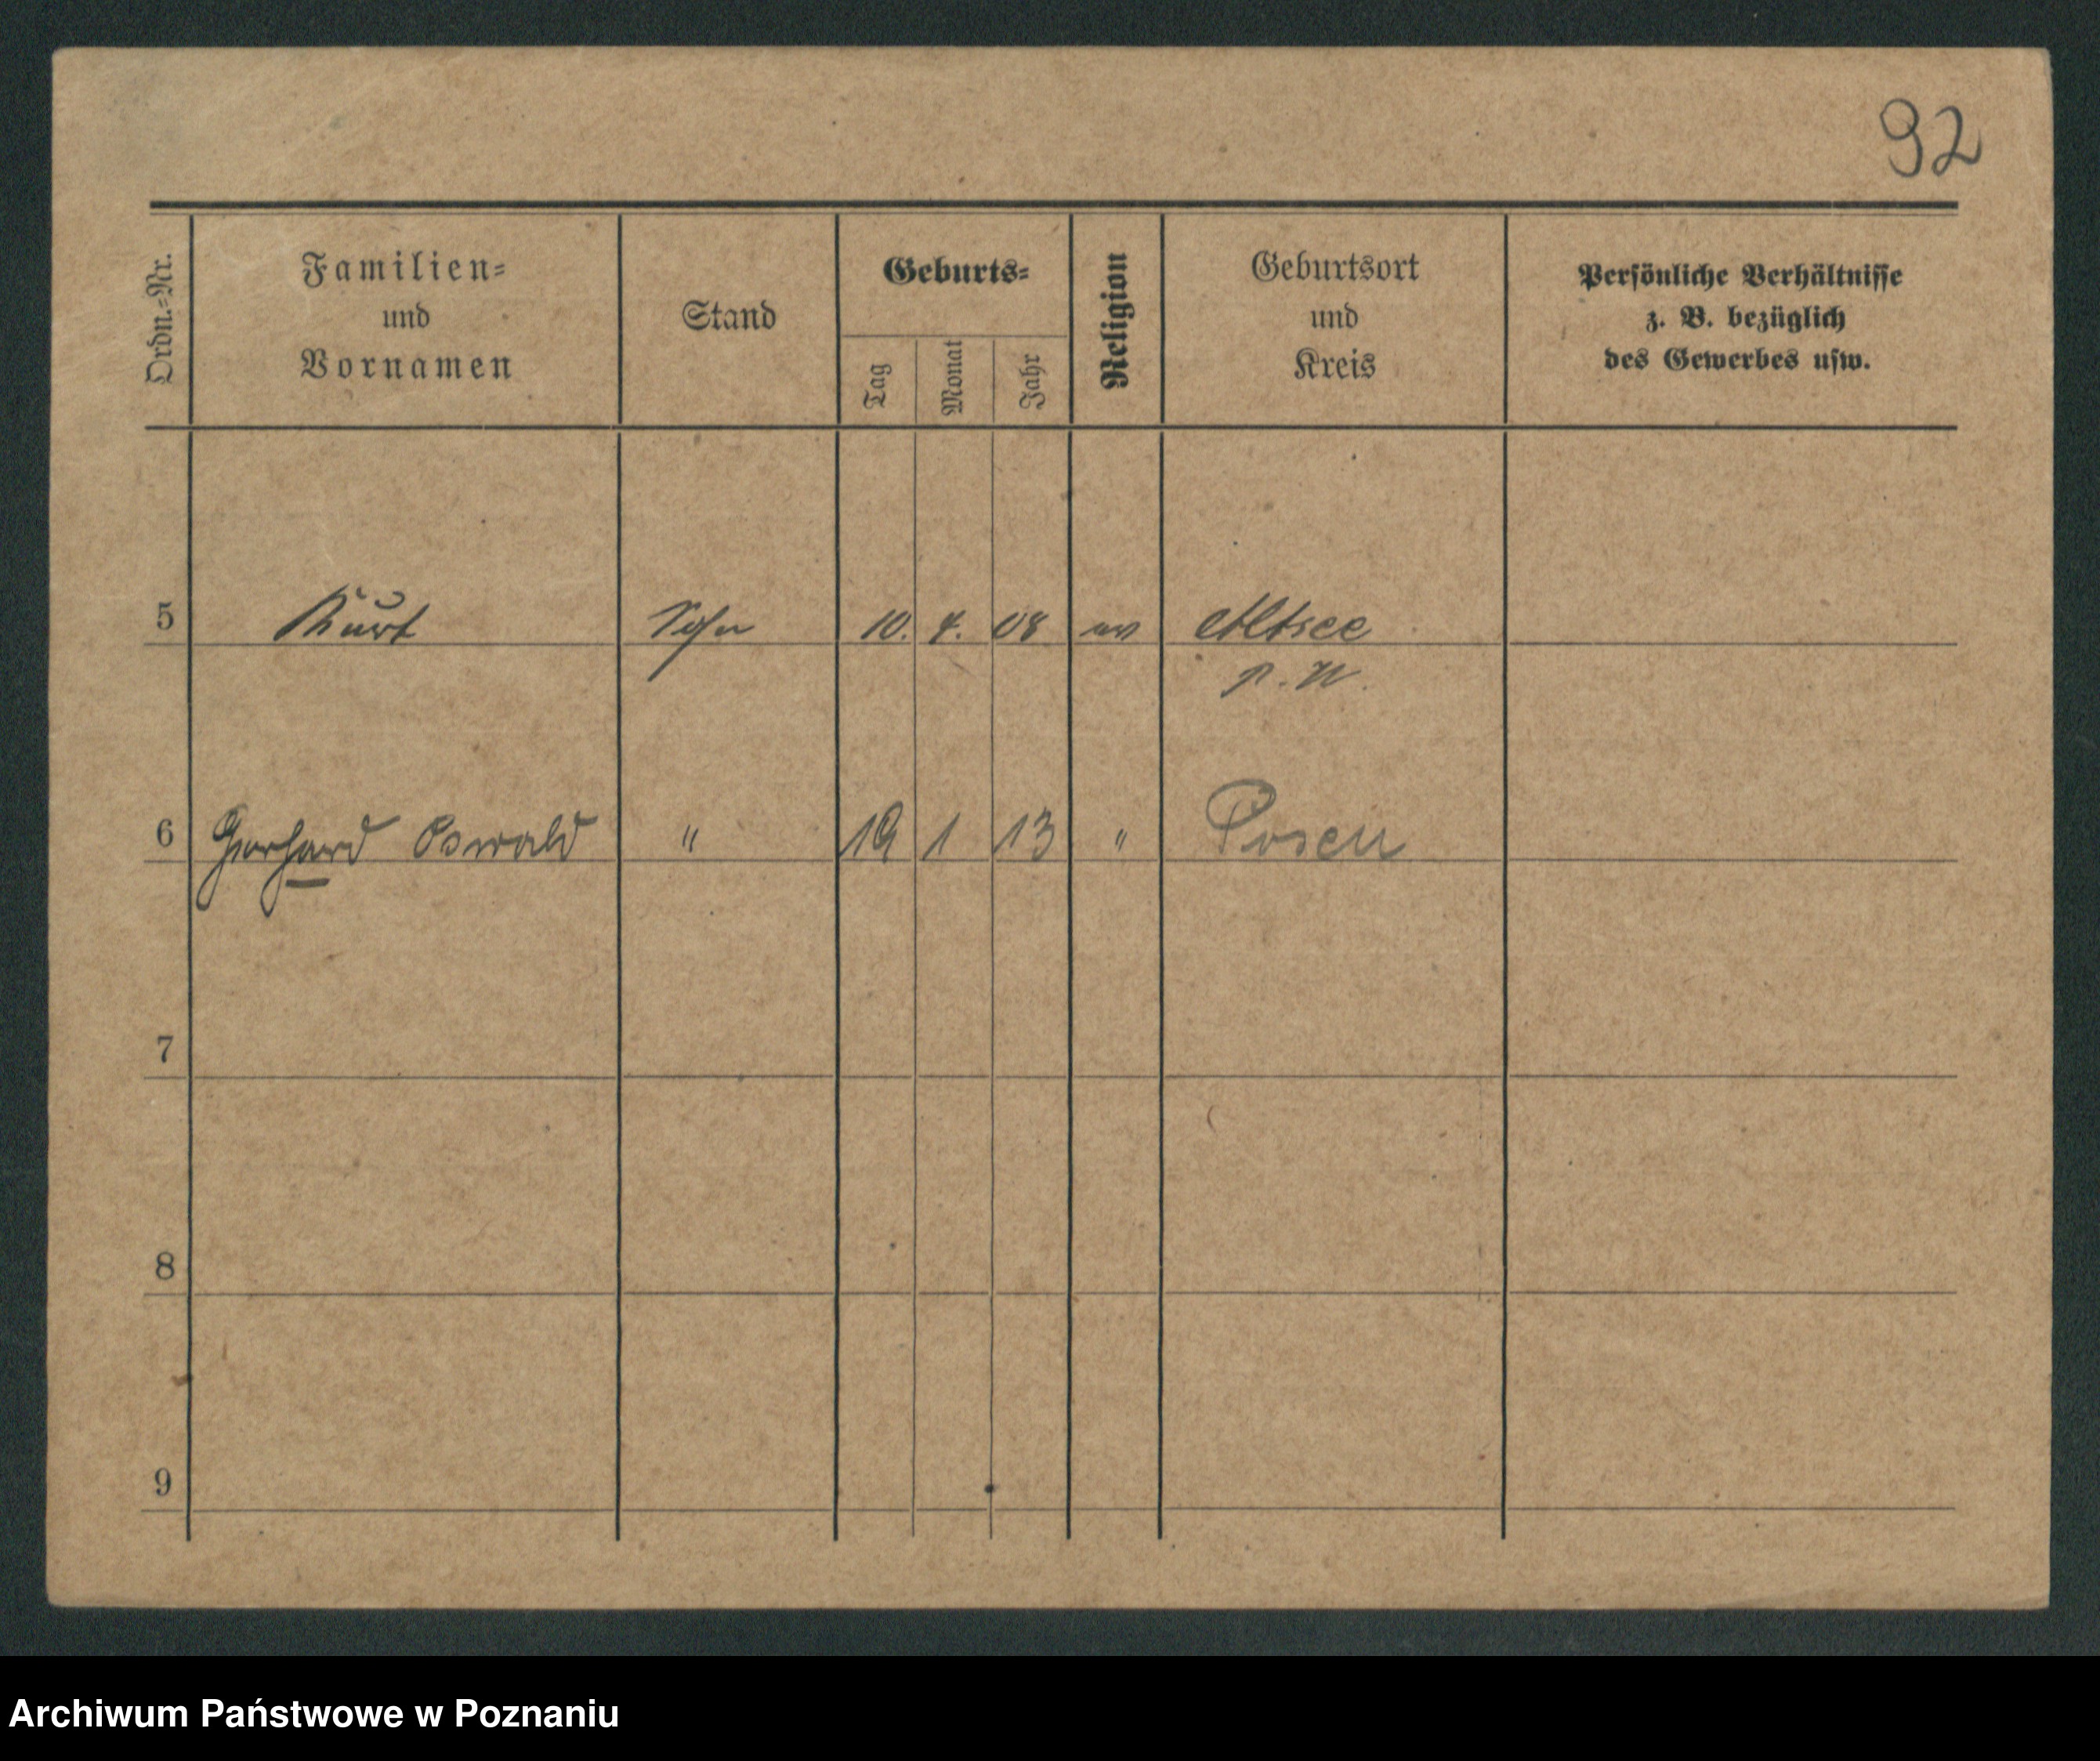 92
Ordn.-Nr.
Familien-
und
Vornamen
Stand
Geburts-
Tag
Monat
Jahr
Religion
Geburtsort
und
Kreis
Persönliche Verhältnisse
z. B. bezüglich
des Gewerbes usw.
5 Kurt Sohn 10. 4. 08 ev Altsee
p. W.
6 Gerhard Oswald " 19 1 13 " Posen
7
8
9
Archiwum Państwowe w Poznaniu